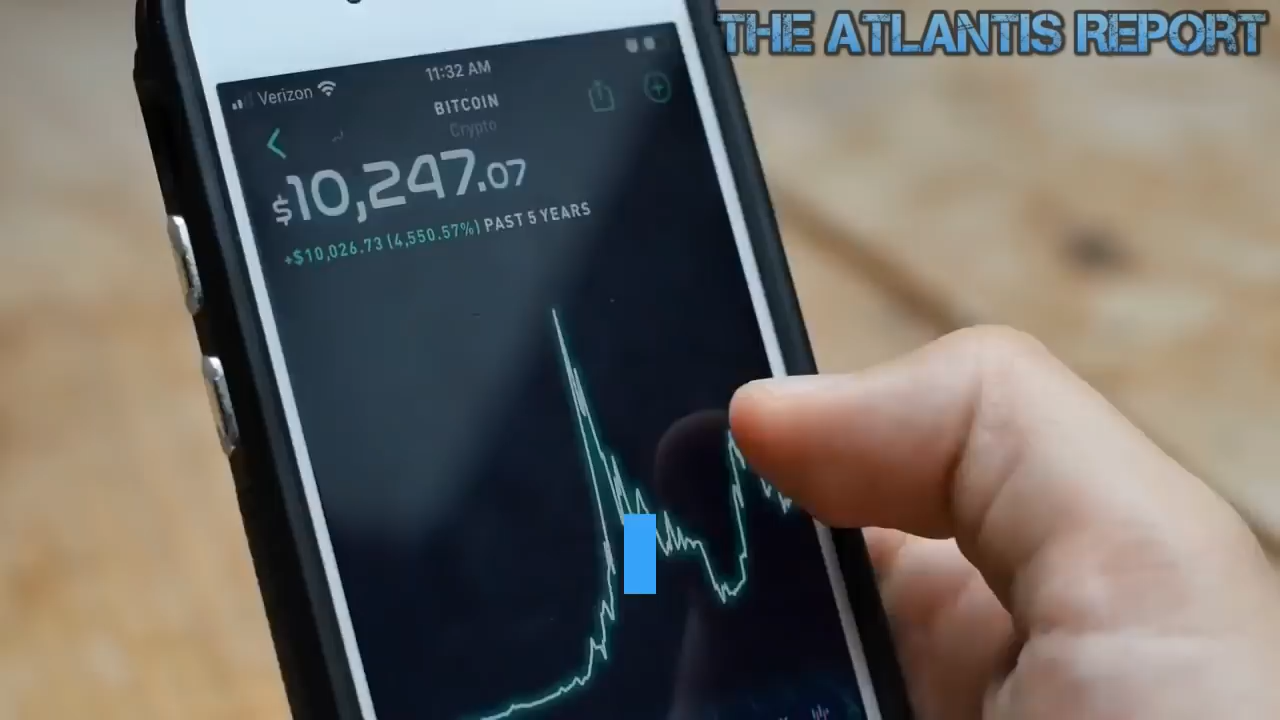 THE ATLANTIS REPORT
Verizon
11:32 AM
BITCOIN
Crypto
$10,247.07
+$10,026.73 (4,550.57%) PAST 5 YEARS